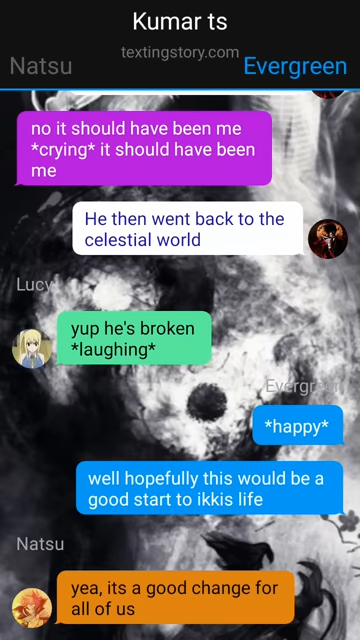 Kumar ts
textingstory.com
Natsu
Evergreen
no it should have been me
*crying* it should have been
me
He then went back to the
celestial world
Lucy
yup he's broken
*laughing*
Evergreen
*happy*
well hopefully this would be a
good start to ikkis life
Natsu
yea, its a good change for
all of us